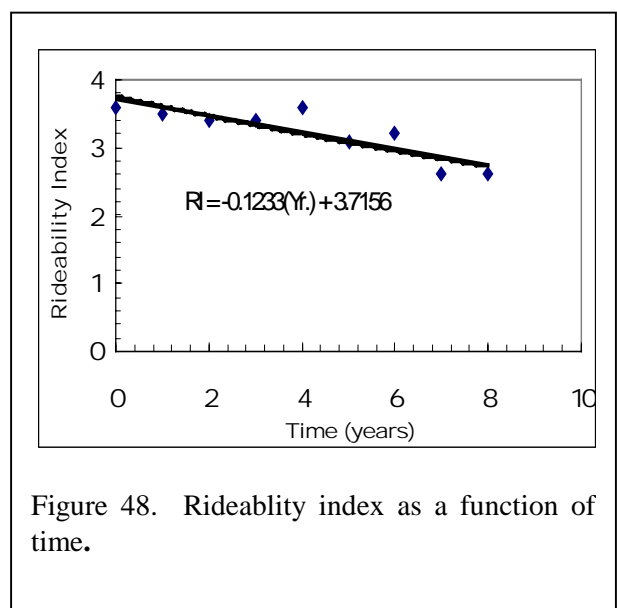 4
3
2
1
0
Rideability Index
RI = -0.1233(Yr.) + 3.7156
0 2 4 6 8 10
Time (years)
Figure 48. Rideablity index as a function of
time.